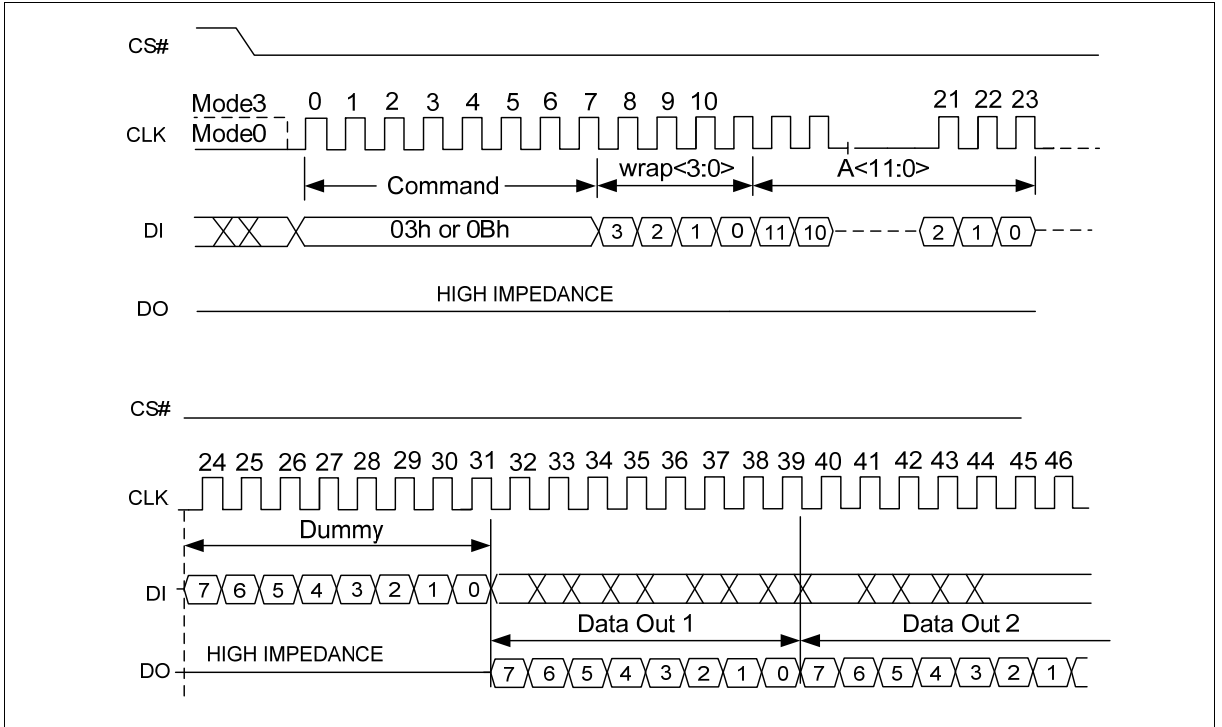 CS#
Mode3 0 1 2 3 4 5 6 7 8 9 10 21 22 23
CLK Mode0
Command wrap<3:0> A<11:0>
DI 03h or 0Bh 3 2 1 0 11 10 2 1 0
HIGH IMPEDANCE
DO
CS#
24 25 26 27 28 29 30 31 32 33 34 35 36 37 38 39 40 41 42 43 44 45 46
CLK
Dummy
DI 7 6 5 4 3 2 1 0
Data Out 1 Data Out 2
HIGH IMPEDANCE
DO 7 6 5 4 3 2 1 0 7 6 5 4 3 2 1